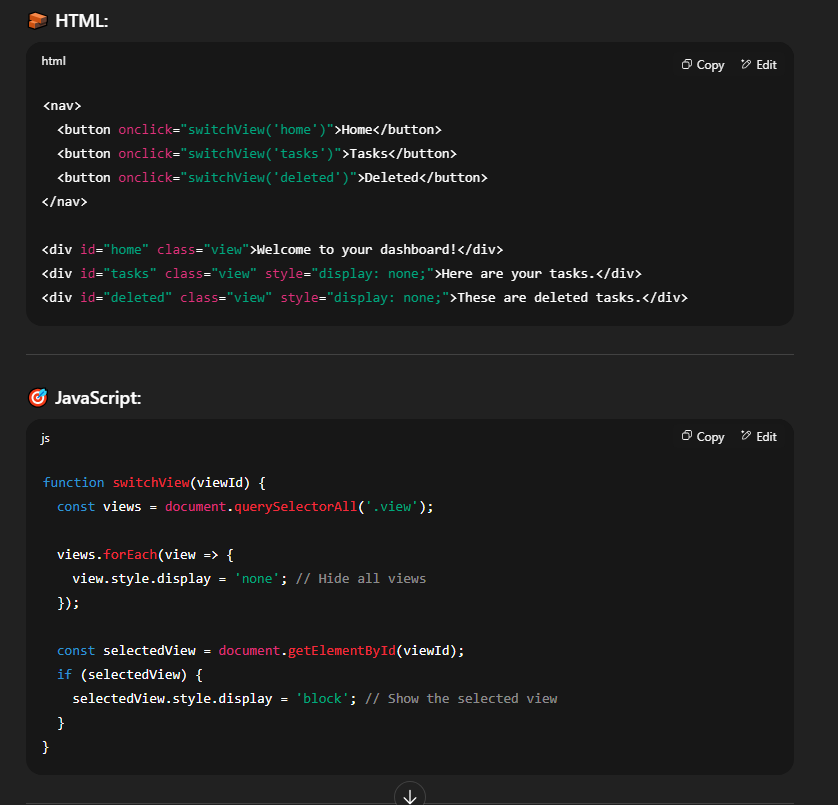 HTML:
html
Copy
Edit
<nav>
  <button onclick="switchView('home')">Home</button>
  <button onclick="switchView('tasks')">Tasks</button>
  <button onclick="switchView('deleted')">Deleted</button>
</nav>
<div id="home" class="view">Welcome to your dashboard!</div>
<div id="tasks" class="view" style="display: none;">Here are your tasks.</div>
<div id="deleted" class="view" style="display: none;">These are deleted tasks.</div>
JavaScript:
js
Copy
Edit
function switchView(viewId) {
  const views = document.querySelectorAll('.view');
  views.forEach(view => {
    view.style.display = 'none'; // Hide all views
  });
  const selectedView = document.getElementById(viewId);
  if (selectedView) {
    selectedView.style.display = 'block'; // Show the selected view
  }
}